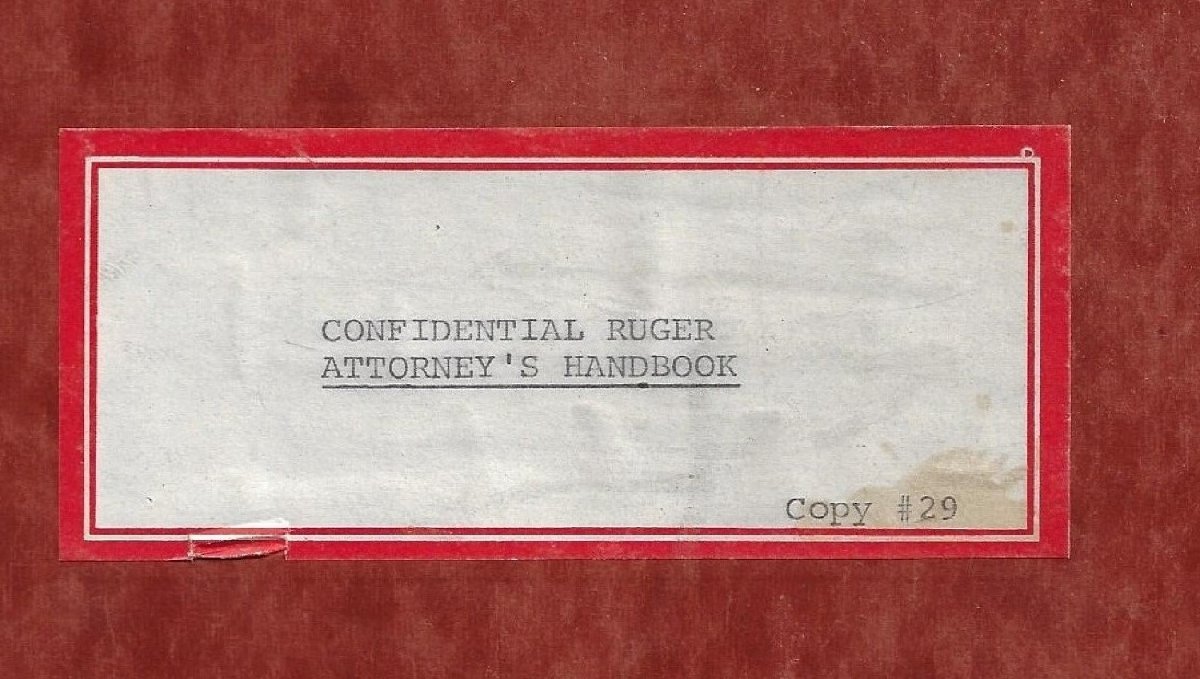 CONFIDENTIAL RUGER
ATTORNEY'S HANDBOOK
Copy #29